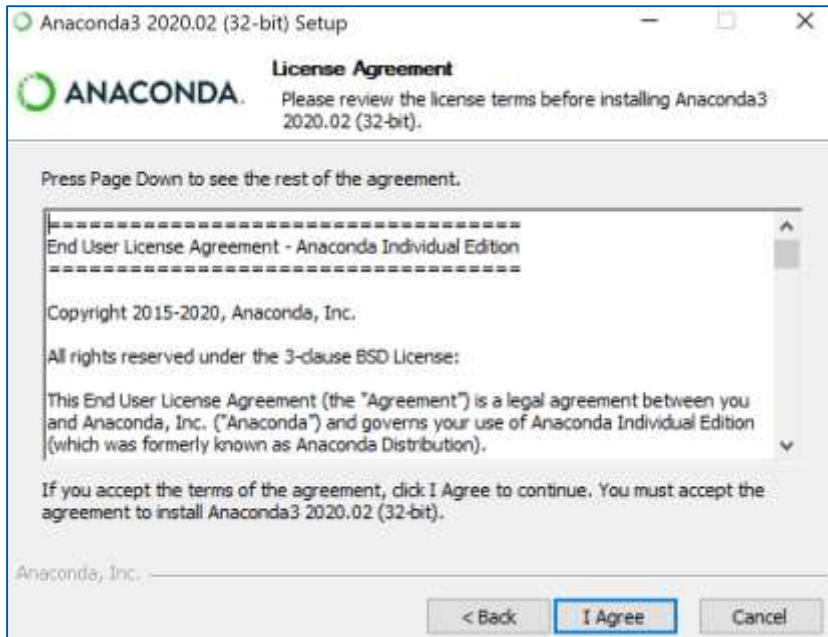 Anaconda3 2020.02 (32-bit) Setup
ANACONDA.
License Agreement
Please review the license terms before installing Anaconda3
2020.02 (32-bit).
Press Page Down to see the rest of the agreement.
===================================
End User License Agreement - Anaconda Individual Edition
===================================
Copyright 2015-2020, Anaconda, Inc.
All rights reserved under the 3-clause BSD License:
This End User License Agreement (the "Agreement") is a legal agreement between you
and Anaconda, Inc. ("Anaconda") and governs your use of Anaconda Individual Edition
(which was formerly known as Anaconda Distribution).
If you accept the terms of the agreement, click I Agree to continue. You must accept the
agreement to install Anaconda3 2020.02 (32-bit).
Anaconda, Inc.
< Back
I Agree
Cancel